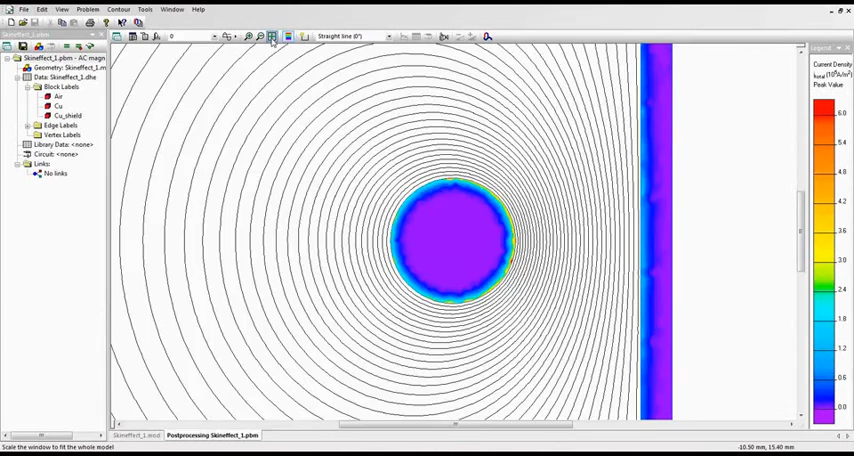 File Edit View Problem Contour Tools Window Help
0
Straight line (0°)
Skineffect_1.pbm
Skineffect_1.pbm - AC magn
Geometry: Skineffect_1.m
Data: Skineffect_1.dhe
Block Labels
Air
Cu
Cu_shield
Edge Labels
Vertex Labels
Library Data: <none>
Circuit: <none>
Links:
No links
Legend
Current Density
Peak Value
6.0
5.4
4.8
4.2
3.6
3.0
2.4
1.8
1.2
0.6
0.0
Skineffect_1.mod Postprocessing Skineffect_1.pbm
Scale the window to fit the whole model
-10.50 mm, 15.40 mm